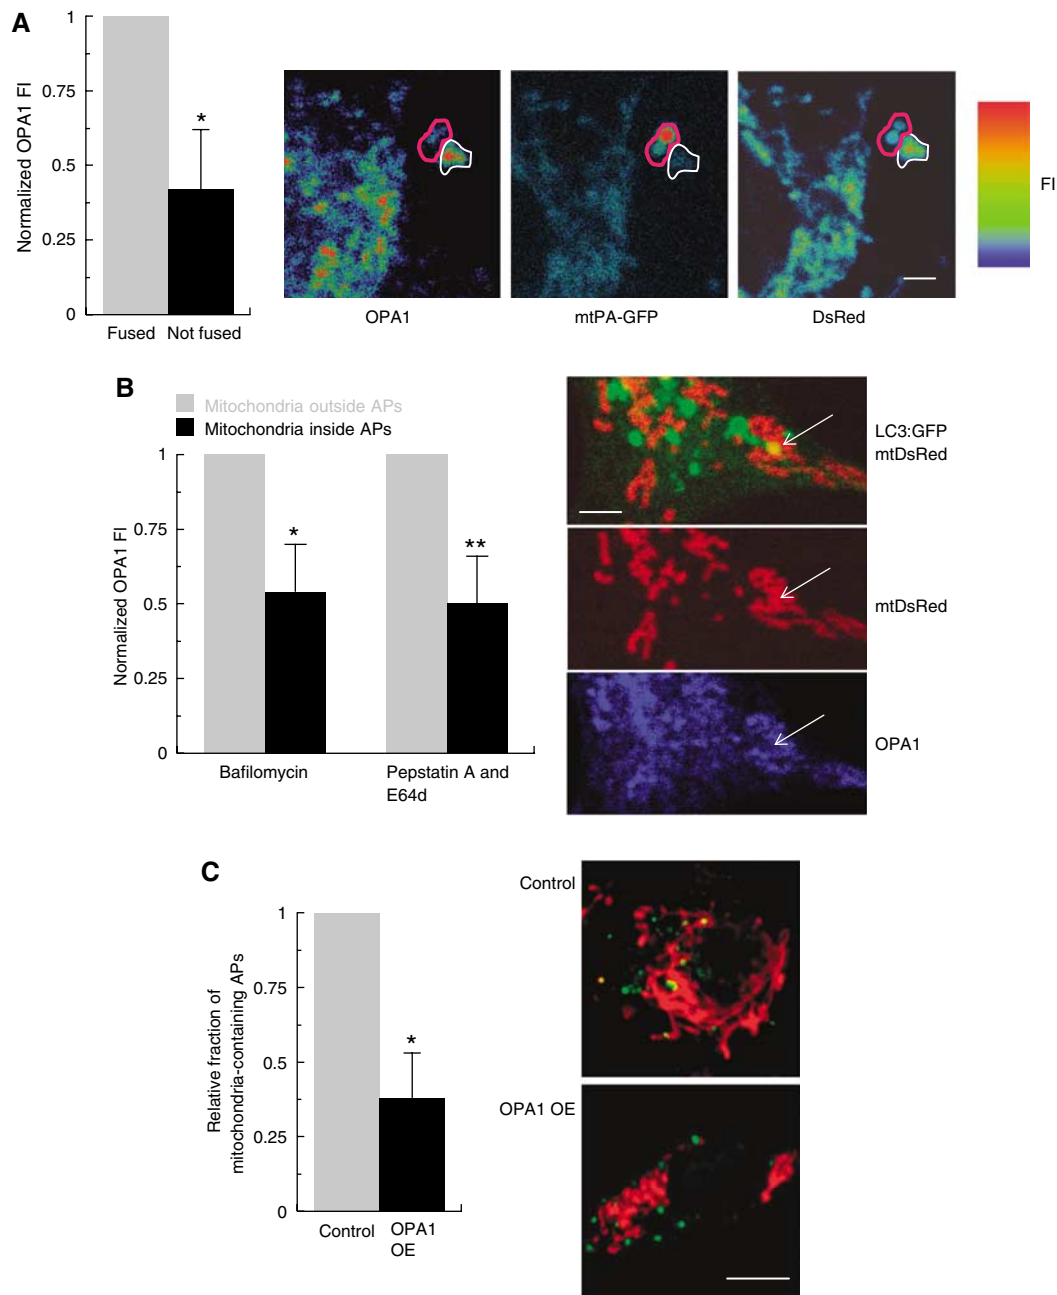 A
Normalized OPA1 FI
1
0.75
0.5
0.25
0
*
Fused
Not fused
OPA1
mtPA-GFP
DsRed
FI
B
Mitochondria outside APs
Mitochondria inside APs
Normalized OPA1 FI
1
0.75
0.5
0.25
0
*
**
Bafilomycin
Pepstatin A and
E64d
LC3:GFP
mtDsRed
mtDsRed
OPA1
C
Relative fraction of
mitochondria-containing APs
1
0.75
0.5
0.25
0
*
Control
OPA1
OE
Control
OPA1 OE